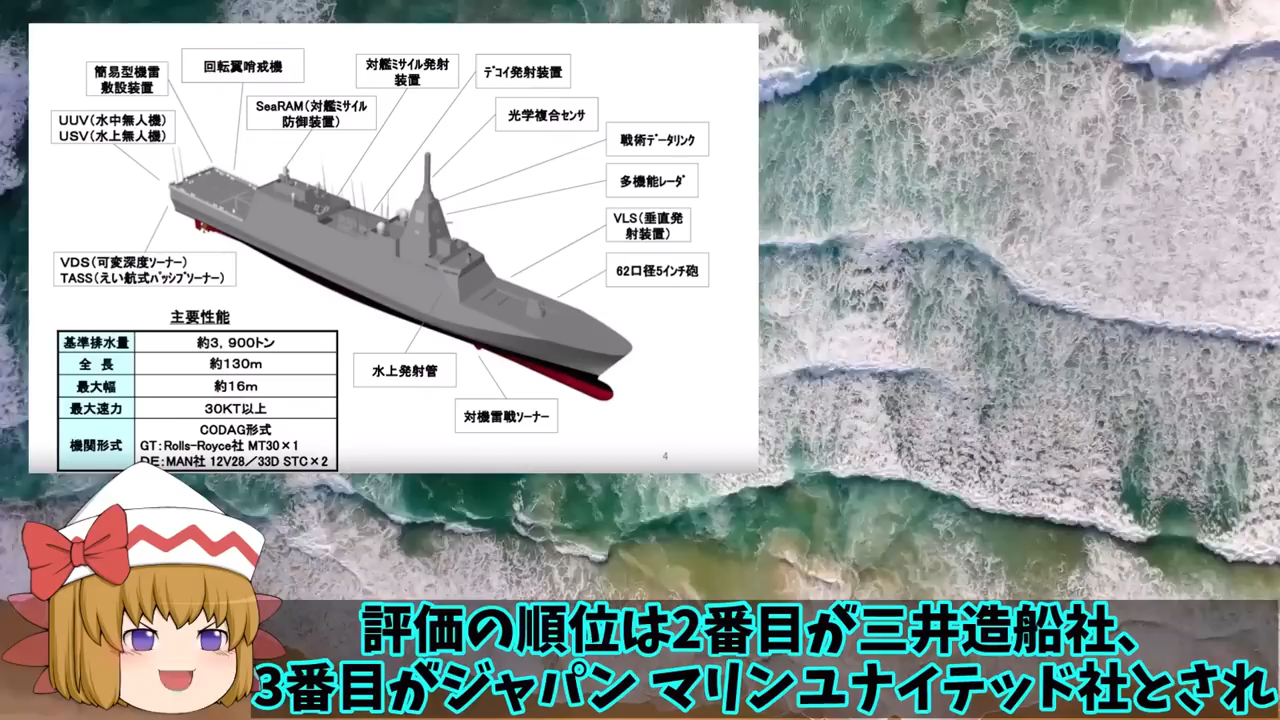 簡易型機雷
敷設装置
回転翼哨戒機
対艦ミサイル発射
装置
デコイ発射装置
UUV(水中無人機)
USV(水上無人機)
SeaRAM(対艦ミサイル
防御装置)
光学複合センサ
戦術データリンク
多機能レーダ
VLS(垂直発
射装置)
62口径5インチ砲
VDS(可変深度ソーナー)
TASS(えい航式パッシブソーナー)
水上発射管
対機雷戦ソーナー
主要性能
基準排水量 約3,900トン
全 長 約130m
最大幅 約16m
最大速力 30KT以上
機関形式 CODAG形式
GT:Rolls-Royce社 MT30×1
DE:MAN社 12V28/33D STC×2
4
評価の順位は2番目が三井造船社、
3番目がジャパン マリンユナイテッド社とされ